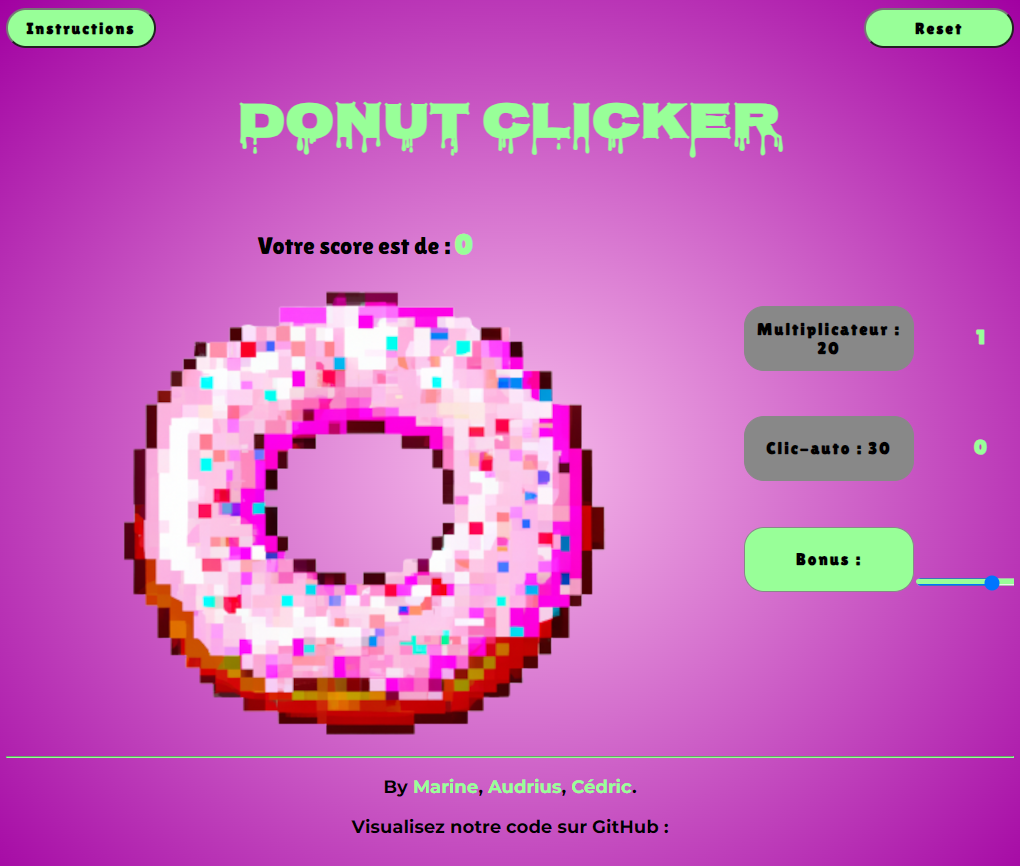 Instructions
Reset
DONUT CLICKER
Votre score est de : 0
Multiplicateur :
20
1
Clic-auto : 30
0
Bonus :
By Marine, Audrius, Cédric.
Visualisez notre code sur GitHub :